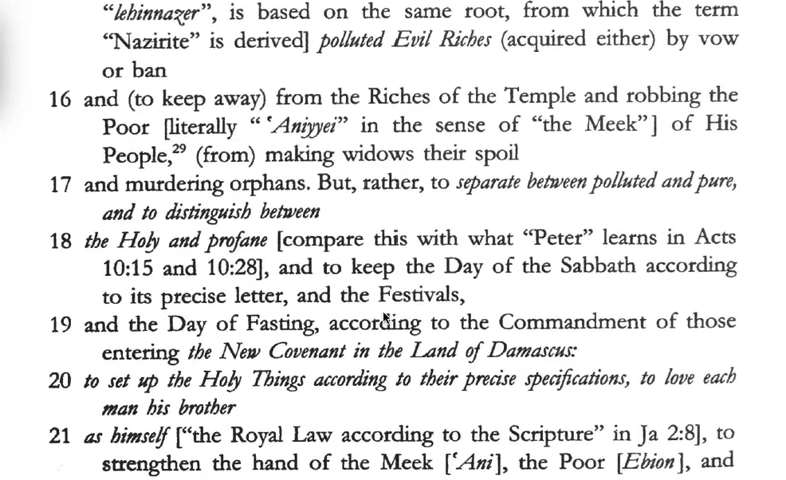 "lehinnazer", is based on the same root, from which the term
"Nazirite" is derived] polluted Evil Riches (acquired either) by vow
or ban
16 and (to keep away) from the Riches of the Temple and robbing the
Poor [literally " 'Aniyyei" in the sense of "the Meek"] of His
People,²⁹ (from) making widows their spoil
17 and murdering orphans. But, rather, to separate between polluted and pure,
and to distinguish between
18 the Holy and profane [compare this with what "Peter" learns in Acts
10:15 and 10:28], and to keep the Day of the Sabbath according
to its precise letter, and the Festivals,
19 and the Day of Fasting, according to the Commandment of those
entering the New Covenant in the Land of Damascus:
20 to set up the Holy Things according to their precise specifications, to love each
man his brother
21 as himself ["the Royal Law according to the Scripture" in Ja 2:8], to
strengthen the hand of the Meek ['Ani], the Poor [Ebion], and